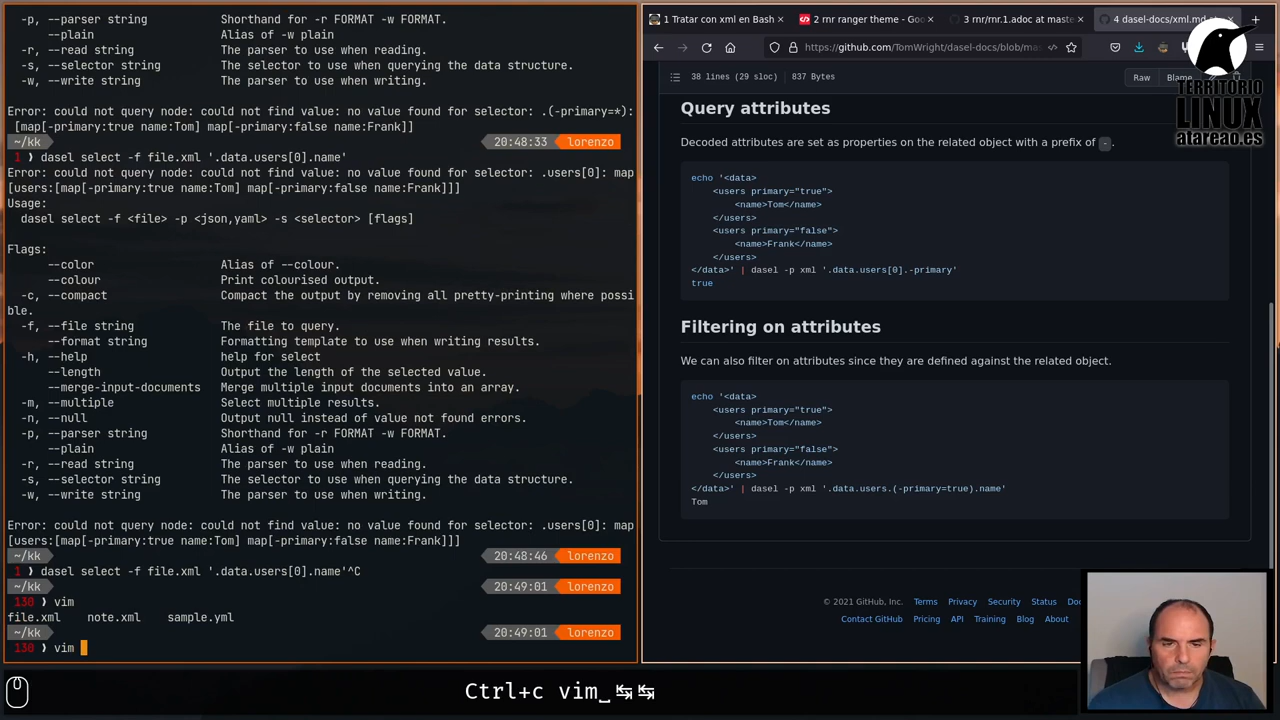 -p, --parse string Shorthand for -r FORMAT -w FORMAT.
--plain Alias of -w plain
-r, --read string The parser to use when reading.
-s, --selector string The selector to use when querying the data structure.
-w, --write string The parser to use when writing.
Error: could not query node: could not find value: no value found for selector: .(-primary=*):
[map[-primary:true name:Tom] map[-primary:false name:Frank]]
~/kk 20:48:33 lorenzo
1 ❯ dasel select -f file.xml '.data.users[0].name'
Error: could not query node: could not find value: no value found for selector: .users[0]: map
[users:[map[-primary:true name:Tom] map[-primary:false name:Frank]]]
Usage:
dasel select -f <file> -p <json,yaml> -s <selector> [flags]
Flags:
--color Alias of --colour.
--colour Print colourised output.
-c, --compact Compact the output by removing all pretty-printing where possi
ble.
-f, --file string The file to query.
--format string Formatting template to use when writing results.
-h, --help help for select
--length Output the length of the selected value.
--merge-input-documents Merge multiple input documents into an array.
-m, --multiple Select multiple results.
-n, --null Output null instead of value not found errors.
-p, --parser string Shorthand for -r FORMAT -w FORMAT.
--plain Alias of -w plain
-r, --read string The parser to use when reading.
-s, --selector string The selector to use when querying the data structure.
-w, --write string The parser to use when writing.
Error: could not query node: could not find value: no value found for selector: .users[0]: map
[users:[map[-primary:true name:Tom] map[-primary:false name:Frank]]]
~/kk 20:48:46 lorenzo
1 ❯ dasel select -f file.xml '.data.users[0].name'^C
~/kk 20:49:01 lorenzo
130 ❯ vim
file.xml note.xml sample.yml
~/kk 20:49:01 lorenzo
130 ❯ vim
1 Tratar con xml en Bash
2 rnr ranger theme - Goo
3 rnr/rnr.1.adoc at maste
4 dasel-docs/xml.md
https://github.com/TomWright/dasel-docs/blob/mas
38 lines (29 sloc) 837 Bytes
Raw Blame
TERRITORIO
LINUX
atareao.es
Query attributes
Decoded attributes are set as properties on the related object with a prefix of -.
echo '<data>
<users primary="true">
<name>Tom</name>
</users>
<users primary="false">
<name>Frank</name>
</users>
</data>' | dasel -p xml '.data.users[0].-primary'
true
Filtering on attributes
We can also filter on attributes since they are defined against the related object.
echo '<data>
<users primary="true">
<name>Tom</name>
</users>
<users primary="false">
<name>Frank</name>
</users>
</data>' | dasel -p xml '.data.users.(-primary=true).name'
Tom
© 2021 GitHub, Inc. Terms Privacy Security Status Doc
Contact GitHub Pricing API Training Blog About
Ctrl+c vim␣↹ ↹